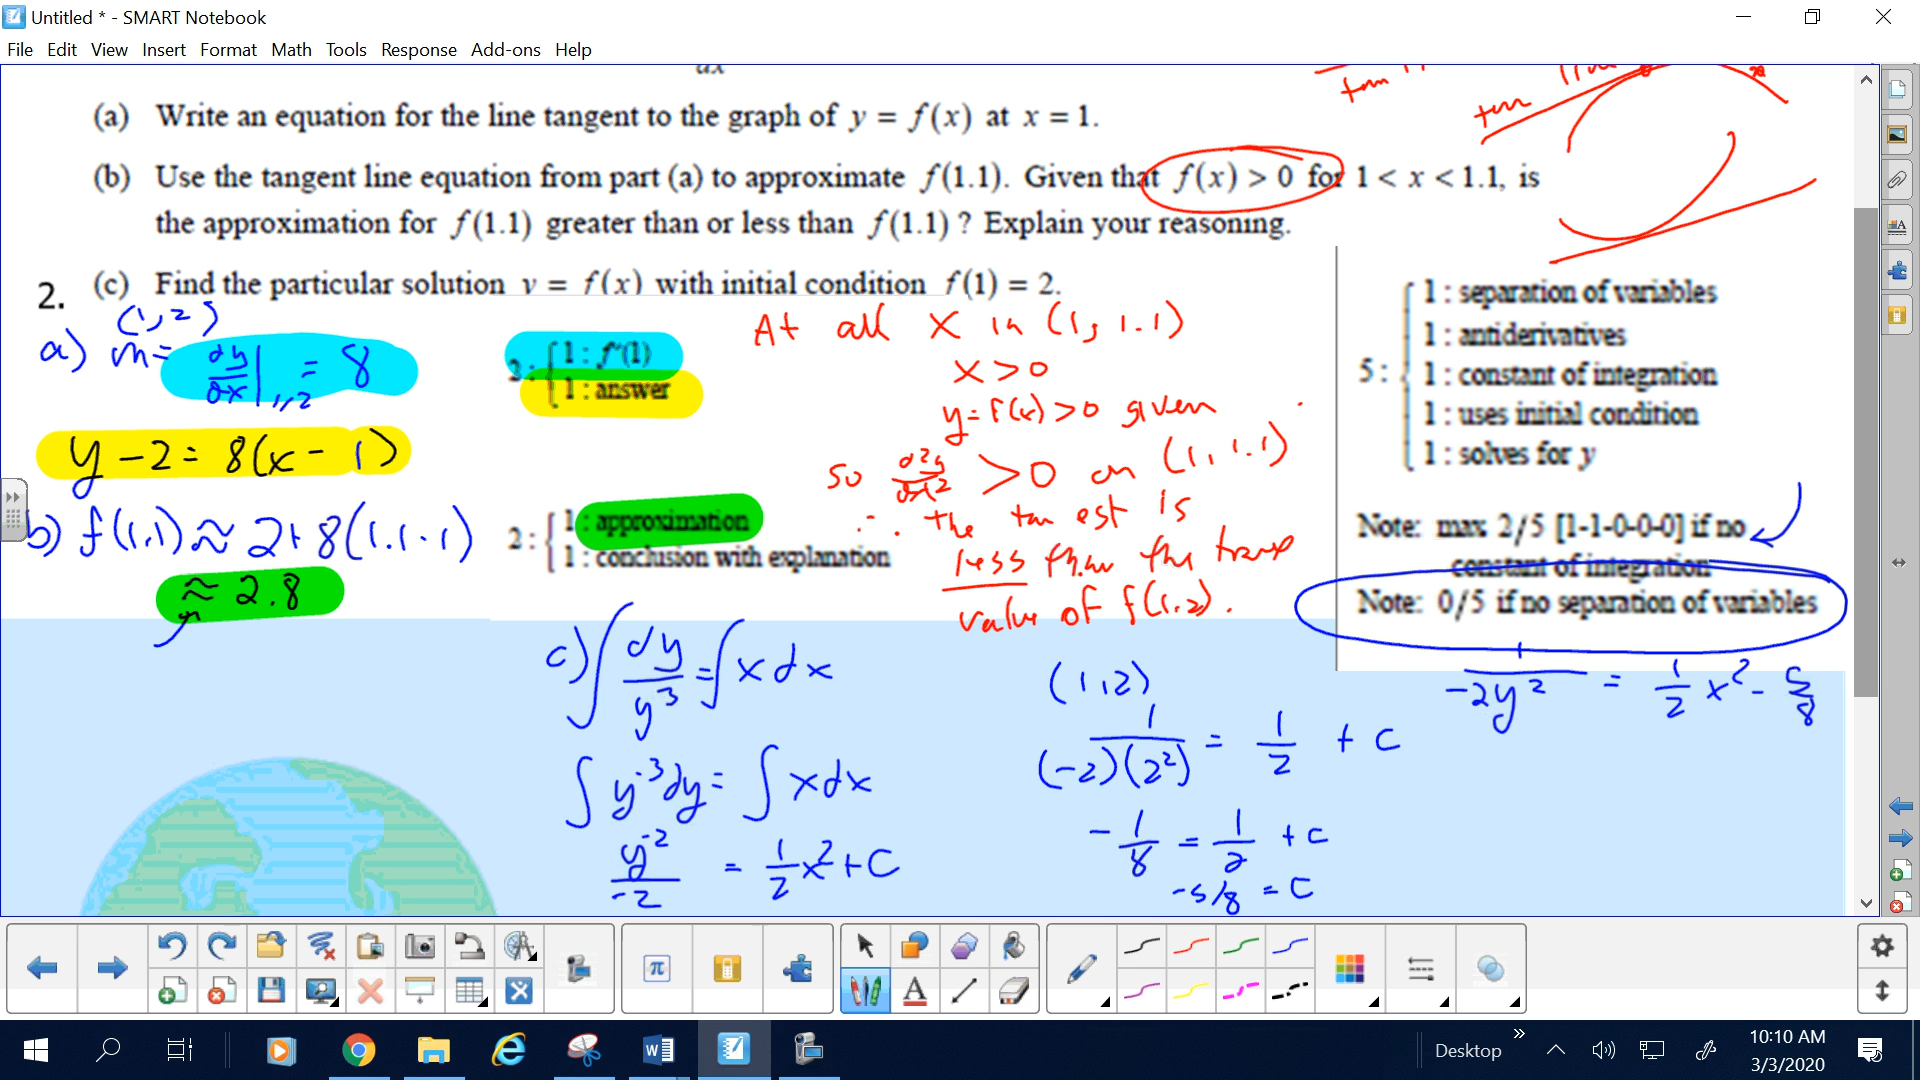 Untitled * - SMART Notebook
File Edit View Insert Format Math Tools Response Add-ons Help
dx
tan
tan line
(a) Write an equation for the line tangent to the graph of y = f(x) at x = 1.
(b) Use the tangent line equation from part (a) to approximate f(1.1). Given that f(x) > 0 for 1 < x < 1.1, is
the approximation for f(1.1) greater than or less than f(1.1) ? Explain your reasoning.
2. (c) Find the particular solution y = f(x) with initial condition f(1) = 2.
(1,2)
a) m = dy/dx | 1,2 = 8
y - 2 = 8(x - 1)
b) f(1.1) ≈ 2+8(1.1-1)
≈ 2.8
2 : { 1 : f'(1)
1 : answer
2 : { 1 : approximation
1 : conclusion with explanation
At all x in (1, 1.1)
x > 0
y = f(x) > 0 given
so d²y/dx² > 0 on (1, 1.1)
∴ the tan est is
less than the
value of f(1.2).
5 : { 1 : separation of variables
1 : antiderivatives
1 : constant of integration
1 : uses initial condition
1 : solves for y
Note: max 2/5 [1-1-0-0-0] if no
constant of integration
Note: 0/5 if no separation of variables
c) ∫ dy/y³ = ∫ x dx
∫ y⁻³ dy = ∫ x dx
y⁻²/-2 = 1/2 x² + C
(1,2)
1/(-2)(2²) = 1/2 + C
-1/8 = 1/2 + C
-5/8 = C
1/-2y² = 1/2 x² - 5/8
π
A
Desktop
10:10 AM
3/3/2020